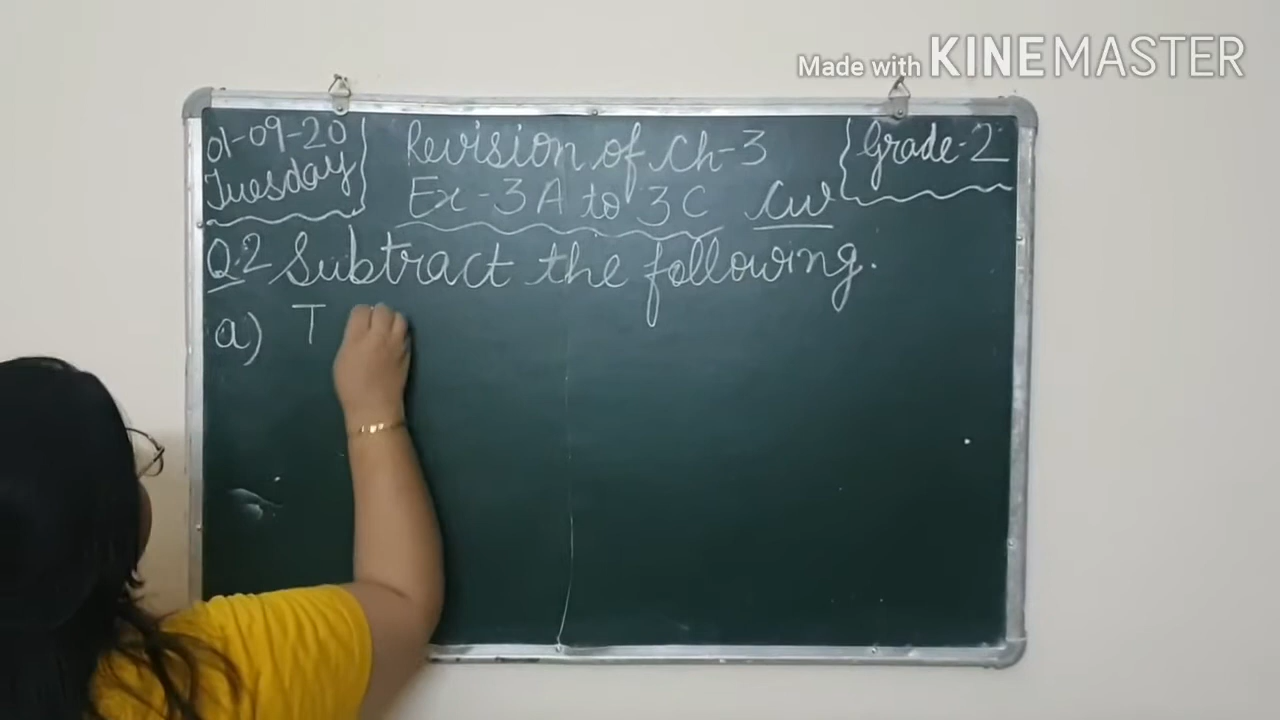 Made with KINEMASTER
01-09-20
Tuesday
Revision of Ch-3
Ex-3A to 3C CW
Grade-2
Q.2 Subtract the following.
a) T